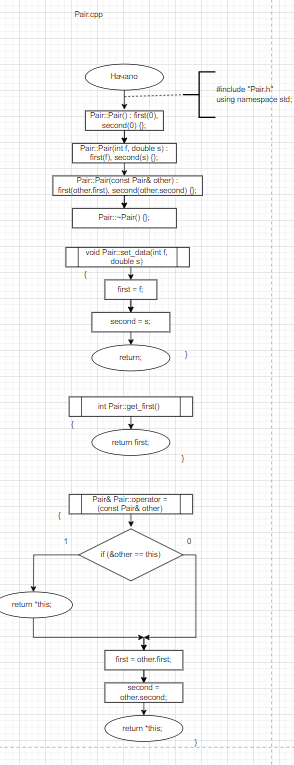 Pair.cpp
Начало
#include "Pair.h"
using namespace std;
Pair::Pair() : first(0),
second(0) {};
Pair::Pair(int f, double s) :
first(f), second(s) {};
Pair::Pair(const Pair& other) :
first(other.first), second(other.second) {};
Pair::~Pair() {};
void Pair::set_data(int f,
double s)
{
first = f;
second = s;
return;
}
int Pair::get_first()
{
return first;
}
Pair& Pair::operator =
(const Pair& other)
{
1
0
if (&other == this)
return *this;
first = other.first;
second =
other.second;
return *this;
}